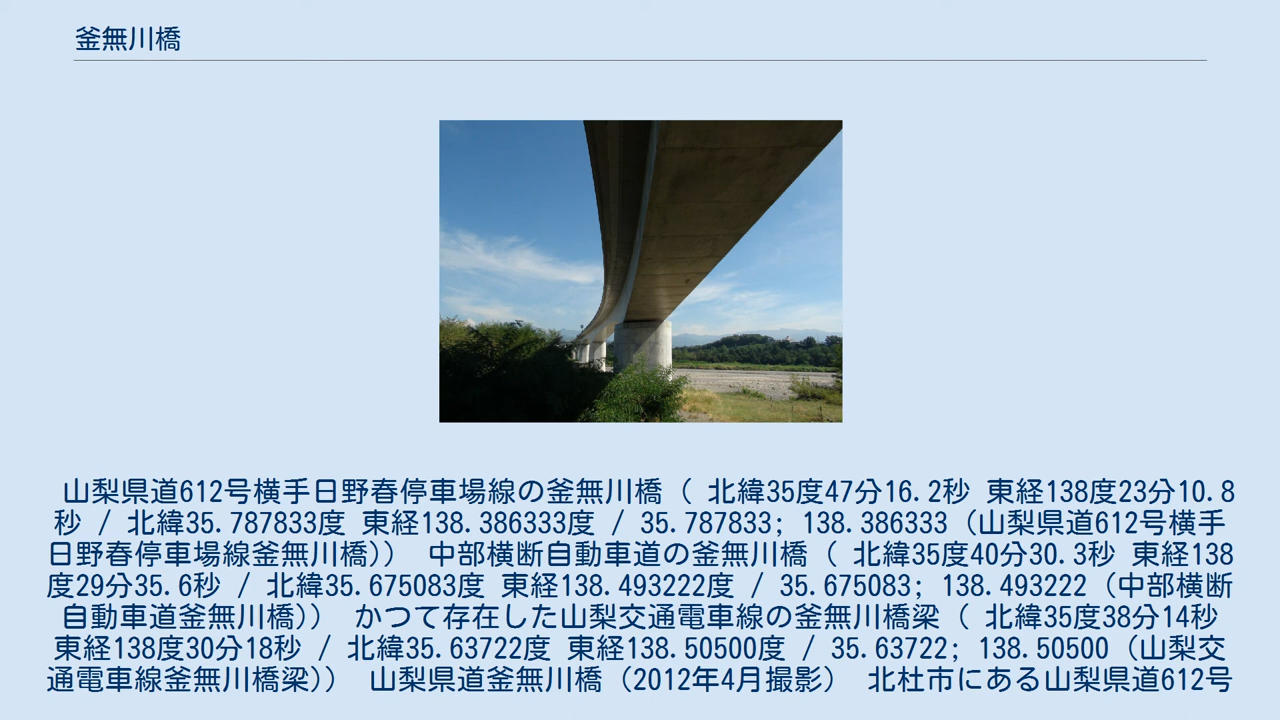 釜無川橋
山梨県道612号横手日野春停車場線の釜無川橋（ 北緯35度47分16.2秒 東経138度23分10.8
秒 / 北緯35.787833度 東経138.386333度 / 35.787833; 138.386333（山梨県道612号横手
日野春停車場線釜無川橋）） 中部横断自動車道の釜無川橋（ 北緯35度40分30.3秒 東経138
度29分35.6秒 / 北緯35.675083度 東経138.493222度 / 35.675083; 138.493222（中部横断
自動車道釜無川橋）） かつて存在した山梨交通電車線の釜無川橋梁（ 北緯35度38分14秒
東経138度30分18秒 / 北緯35.63722度 東経138.50500度 / 35.63722; 138.50500（山梨交
通電車線釜無川橋梁）） 山梨県道釜無川橋（2012年4月撮影） 北杜市にある山梨県道612号